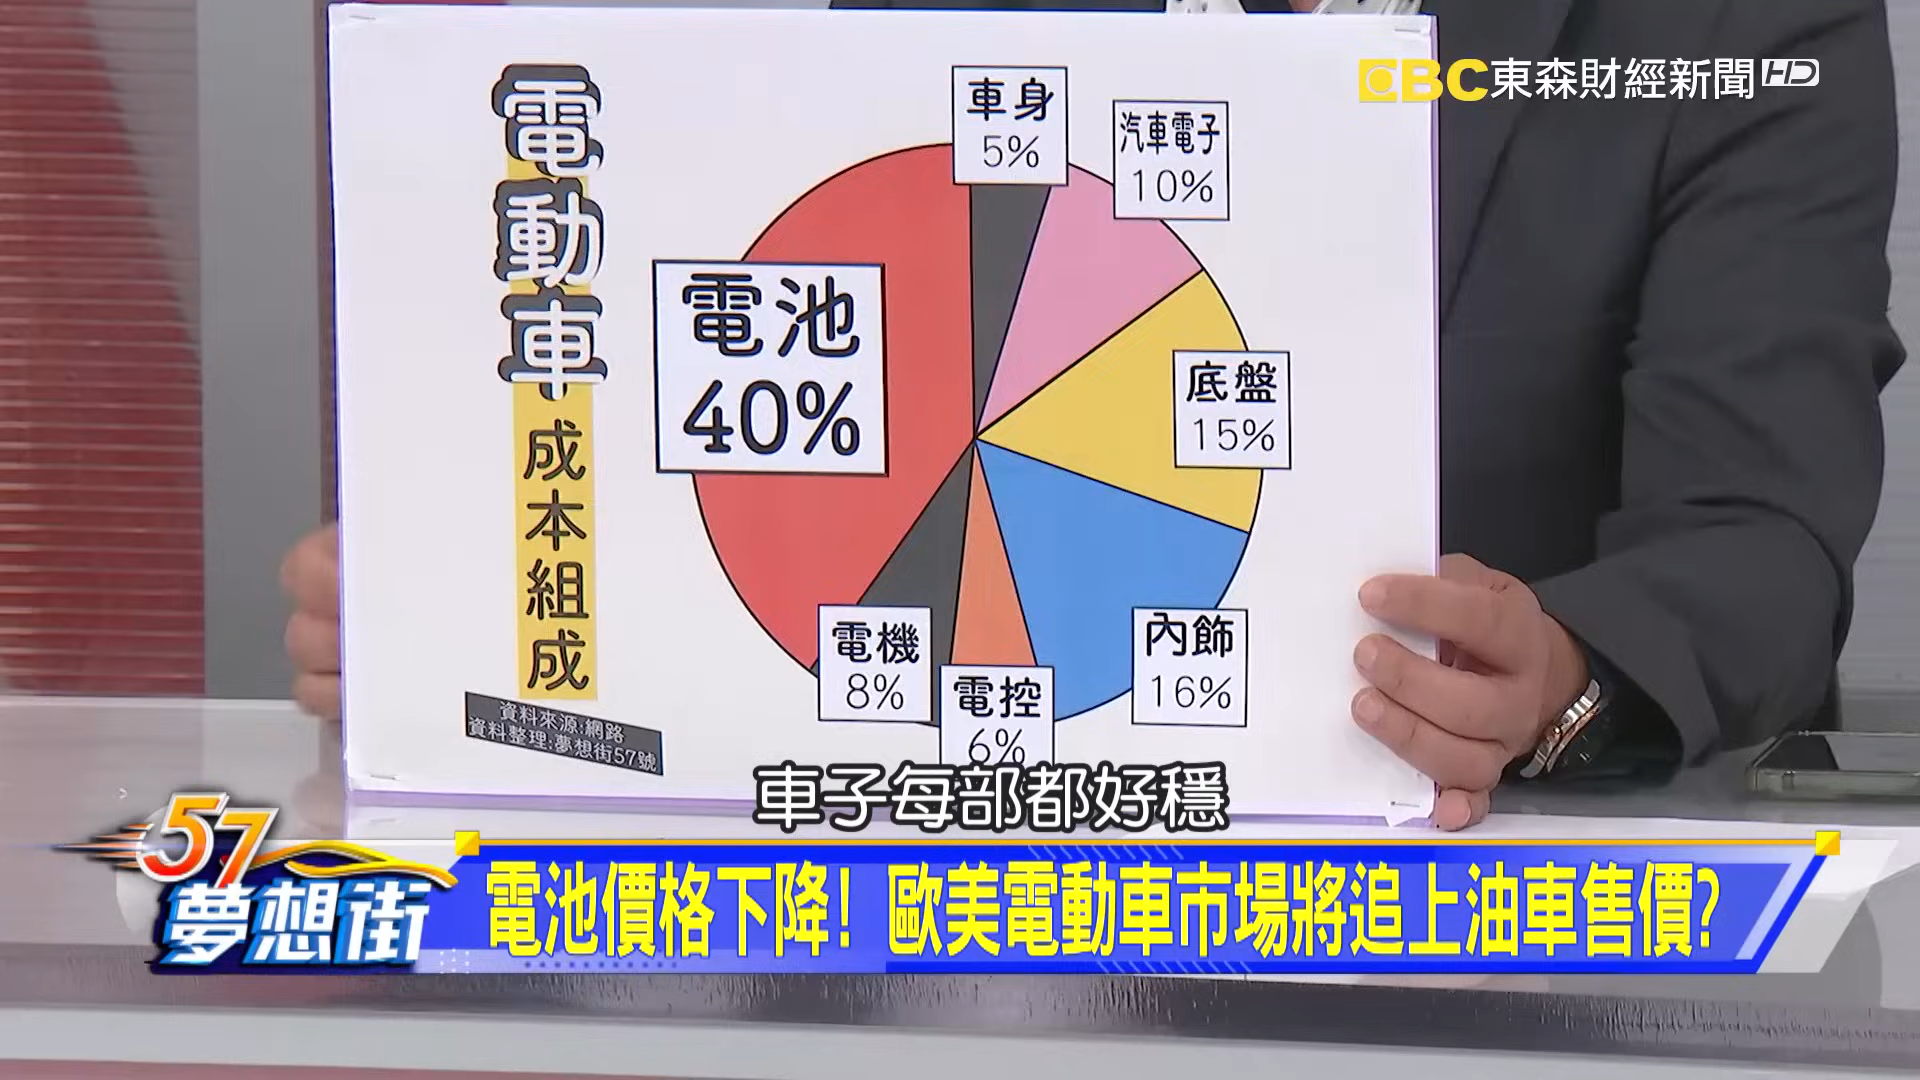 EBC東森財經新聞HD
電動車成本組成
車身
5%
汽車電子
10%
電池
40%
底盤
15%
內飾
16%
電機
8%
電控
6%
資料來源:網路
資料整理:夢想街57號
車子每部都好穩
57
夢想街
電池價格下降! 歐美電動車市場將追上油車售價?